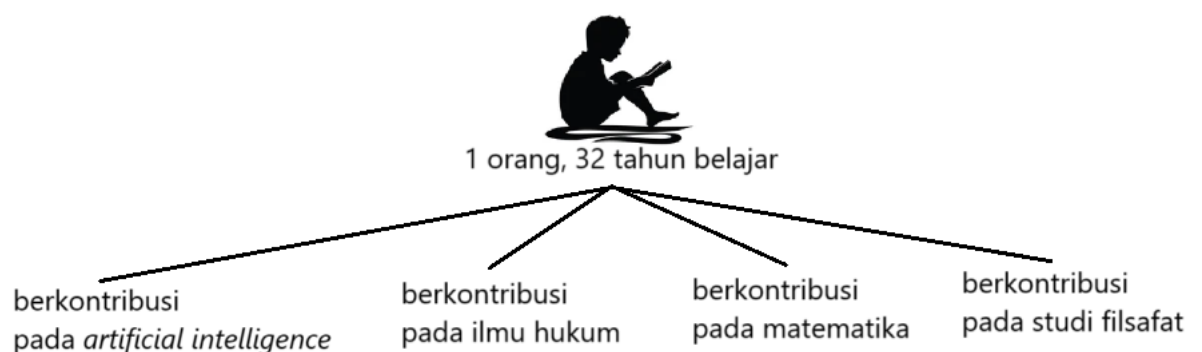 1 orang, 32 tahun belajar
berkontribusi
pada artificial intelligence
berkontribusi
pada ilmu hukum
berkontribusi
pada matematika
berkontribusi
pada studi filsafat